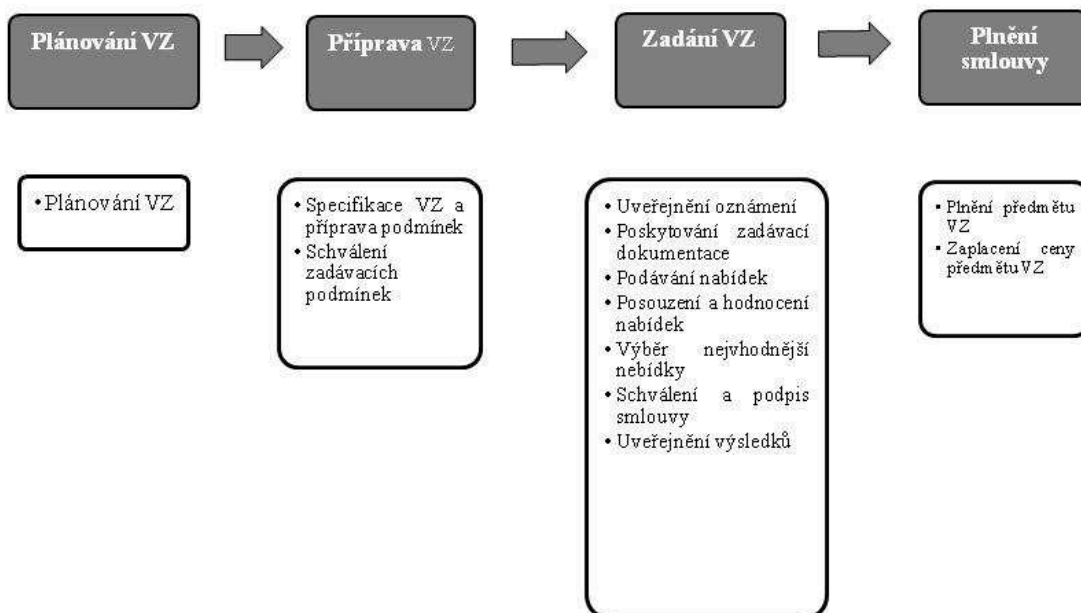 Plánování VZ
Příprava VZ
Zadání VZ
Plnění
smlouvy
• Plánování VZ
• Specifikace VZ a
příprava podmínek
• Schválení
zadávacích
podmínek
• Uveřejnění oznámení
• Poskytování zadávací
dokumentace
• Podávání nabídek
• Posouzení a hodnocení
nabídek
• Výběr nejvhodnější
nebídky
• Schválení a podpis
smlouvy
• Uveřejnění výsledků
▪ Plnění předmětu
VZ
▪ Zaplacení ceny
předmětu VZ